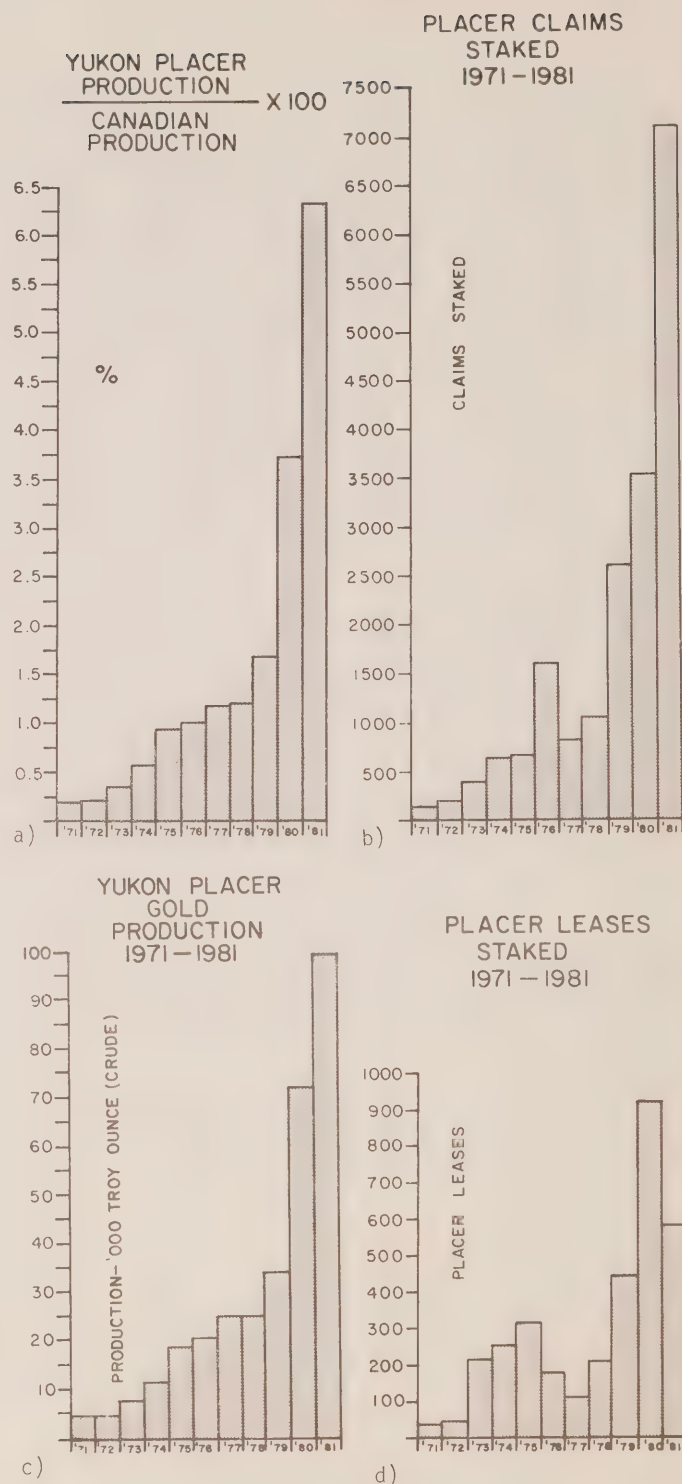 YUKON PLACER
PRODUCTION
CANADIAN
PRODUCTION
X 100
6.5
6.0
5.5
5.0
4.5
4.0
3.5
3.0
2.5
2.0
1.5
1.0
0.5
%
'71 '72 '73 '74 '75 '76 '77 '78 '79 '80 '81
a)
PLACER CLAIMS
STAKED
1971-1981
7500
7000
6500
6000
5500
5000
4500
4000
3500
3000
2500
2000
1500
1000
500
CLAIMS STAKED
'71 '72 '73 '74 '75 '76 '77 '78 '79 '80 '81
b)
YUKON PLACER
GOLD
PRODUCTION
1971-1981
100
90
80
70
60
50
40
30
20
10
PRODUCTION-'000 TROY OUNCE (CRUDE)
'71 '72 '73 '74 '75 '76 '77 '78 '79 '80 '81
c)
PLACER LEASES
STAKED
1971-1981
1000
900
800
700
600
500
400
300
200
100
PLACER LEASES
'71 '72 '73 '74 '75 '76 '77 '78 '79 '80 '81
d)